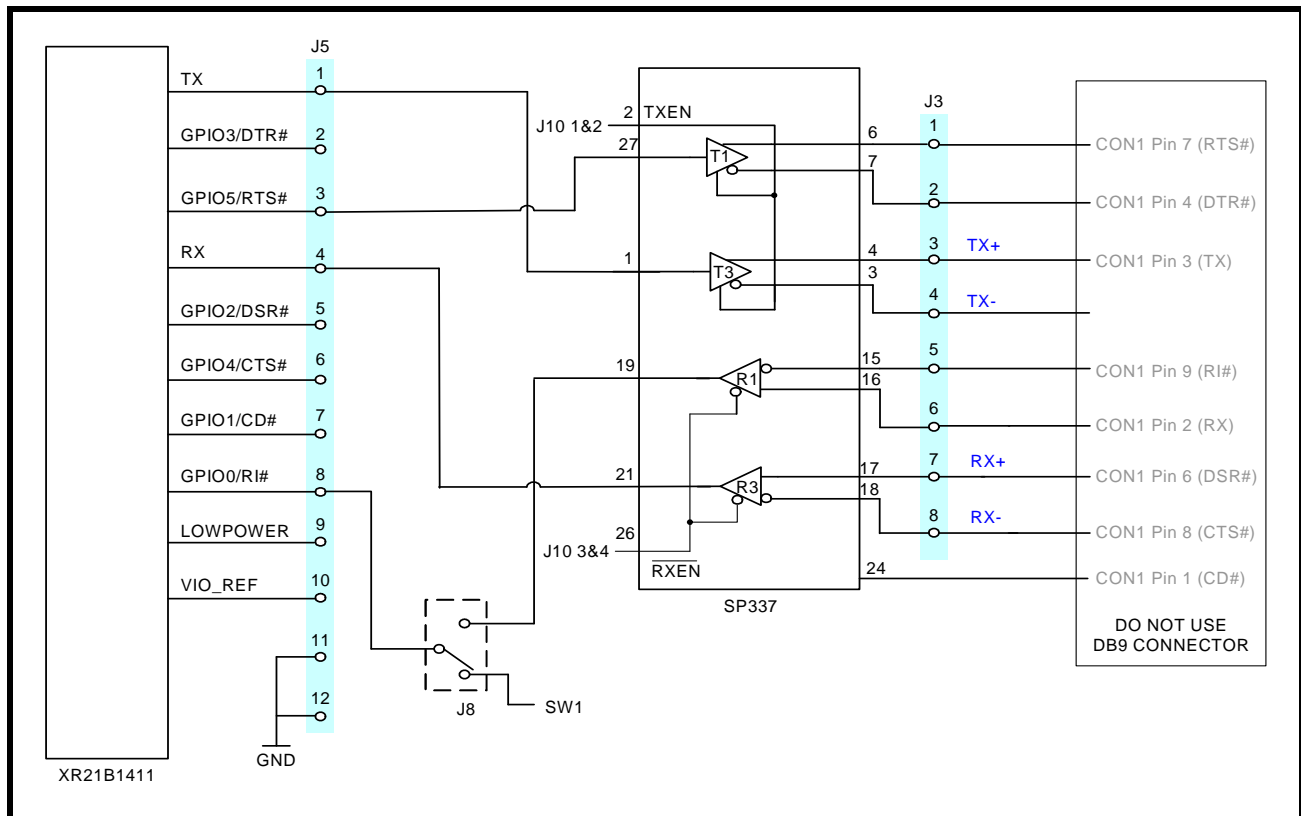 J5
1
TX
2
GPIO3/DTR#
3
GPIO5/RTS#
4
RX
5
GPIO2/DSR#
6
GPIO4/CTS#
7
GPIO1/CD#
8
GPIO0/RI#
9
LOWPOWER
10
VIO_REF
11
12
GND
XR21B1411
J8
SW1
2 TXEN
J10 1&2
27
T1
1
T3
19
R1
21
R3
26
J10 3&4
RXEN
SP337
6
7
4
3
15
16
17
18
24
J3
1
2
3 TX+
4 TX-
5
6
7 RX+
8 RX-
CON1 Pin 7 (RTS#)
CON1 Pin 4 (DTR#)
CON1 Pin 3 (TX)
CON1 Pin 9 (RI#)
CON1 Pin 2 (RX)
CON1 Pin 6 (DSR#)
CON1 Pin 8 (CTS#)
CON1 Pin 1 (CD#)
DO NOT USE
DB9 CONNECTOR